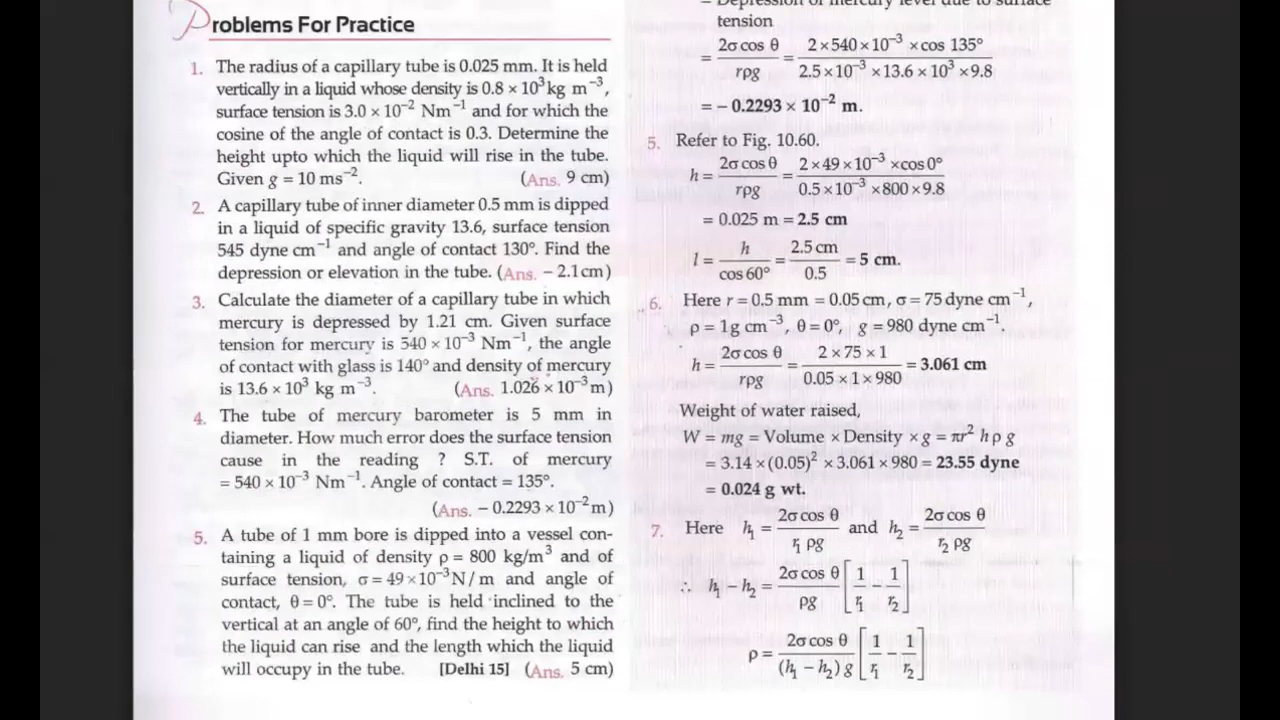 Problems For Practice
1. The radius of a capillary tube is 0.025 mm. It is held
vertically in a liquid whose density is 0.8 × 10³ kg m⁻³,
surface tension is 3.0 × 10⁻² Nm⁻¹ and for which the
cosine of the angle of contact is 0.3. Determine the
height upto which the liquid will rise in the tube.
Given g = 10 ms⁻². (Ans. 9 cm)
2. A capillary tube of inner diameter 0.5 mm is dipped
in a liquid of specific gravity 13.6, surface tension
545 dyne cm⁻¹ and angle of contact 130°. Find the
depression or elevation in the tube. (Ans. − 2.1 cm)
3. Calculate the diameter of a capillary tube in which
mercury is depressed by 1.21 cm. Given surface
tension for mercury is 540 × 10⁻³ Nm⁻¹, the angle
of contact with glass is 140° and density of mercury
is 13.6 × 10³ kg m⁻³. (Ans. 1.026 × 10⁻³ m)
4. The tube of mercury barometer is 5 mm in
diameter. How much error does the surface tension
cause in the reading ? S.T. of mercury
= 540 × 10⁻³ Nm⁻¹. Angle of contact = 135°.
(Ans. − 0.2293 × 10⁻² m)
5. A tube of 1 mm bore is dipped into a vessel con-
taining a liquid of density ρ = 800 kg/m³ and of
surface tension, σ = 49 × 10⁻³ N/m and angle of
contact, θ = 0°. The tube is held inclined to the
vertical at an angle of 60°, find the height to which
the liquid can rise and the length which the liquid
will occupy in the tube. [Delhi 15] (Ans. 5 cm)
= Depression of mercury level due to surface
tension
= 2σ cos θ / rρg = 2 × 540 × 10⁻³ × cos 135° / 2.5 × 10⁻³ × 13.6 × 10³ × 9.8
= − 0.2293 × 10⁻² m.
5. Refer to Fig. 10.60.
h = 2σ cos θ / rρg = 2 × 49 × 10⁻³ × cos 0° / 0.5 × 10⁻³ × 800 × 9.8
= 0.025 m = 2.5 cm
l = h / cos 60° = 2.5 cm / 0.5 = 5 cm.
6. Here r = 0.5 mm = 0.05 cm, σ = 75 dyne cm⁻¹,
ρ = 1g cm⁻³, θ = 0°, g = 980 dyne cm⁻¹.
h = 2σ cos θ / rρg = 2 × 75 × 1 / 0.05 × 1 × 980 = 3.061 cm
Weight of water raised,
W = mg = Volume × Density × g = πr² h ρ g
= 3.14 × (0.05)² × 3.061 × 980 = 23.55 dyne
= 0.024 g wt.
7. Here h₁ = 2σ cos θ / r₁ ρg and h₂ = 2σ cos θ / r₂ ρg
∴ h₁ − h₂ = 2σ cos θ / ρg [1/r₁ − 1/r₂]
ρ = 2σ cos θ / (h₁ − h₂) g [1/r₁ − 1/r₂]